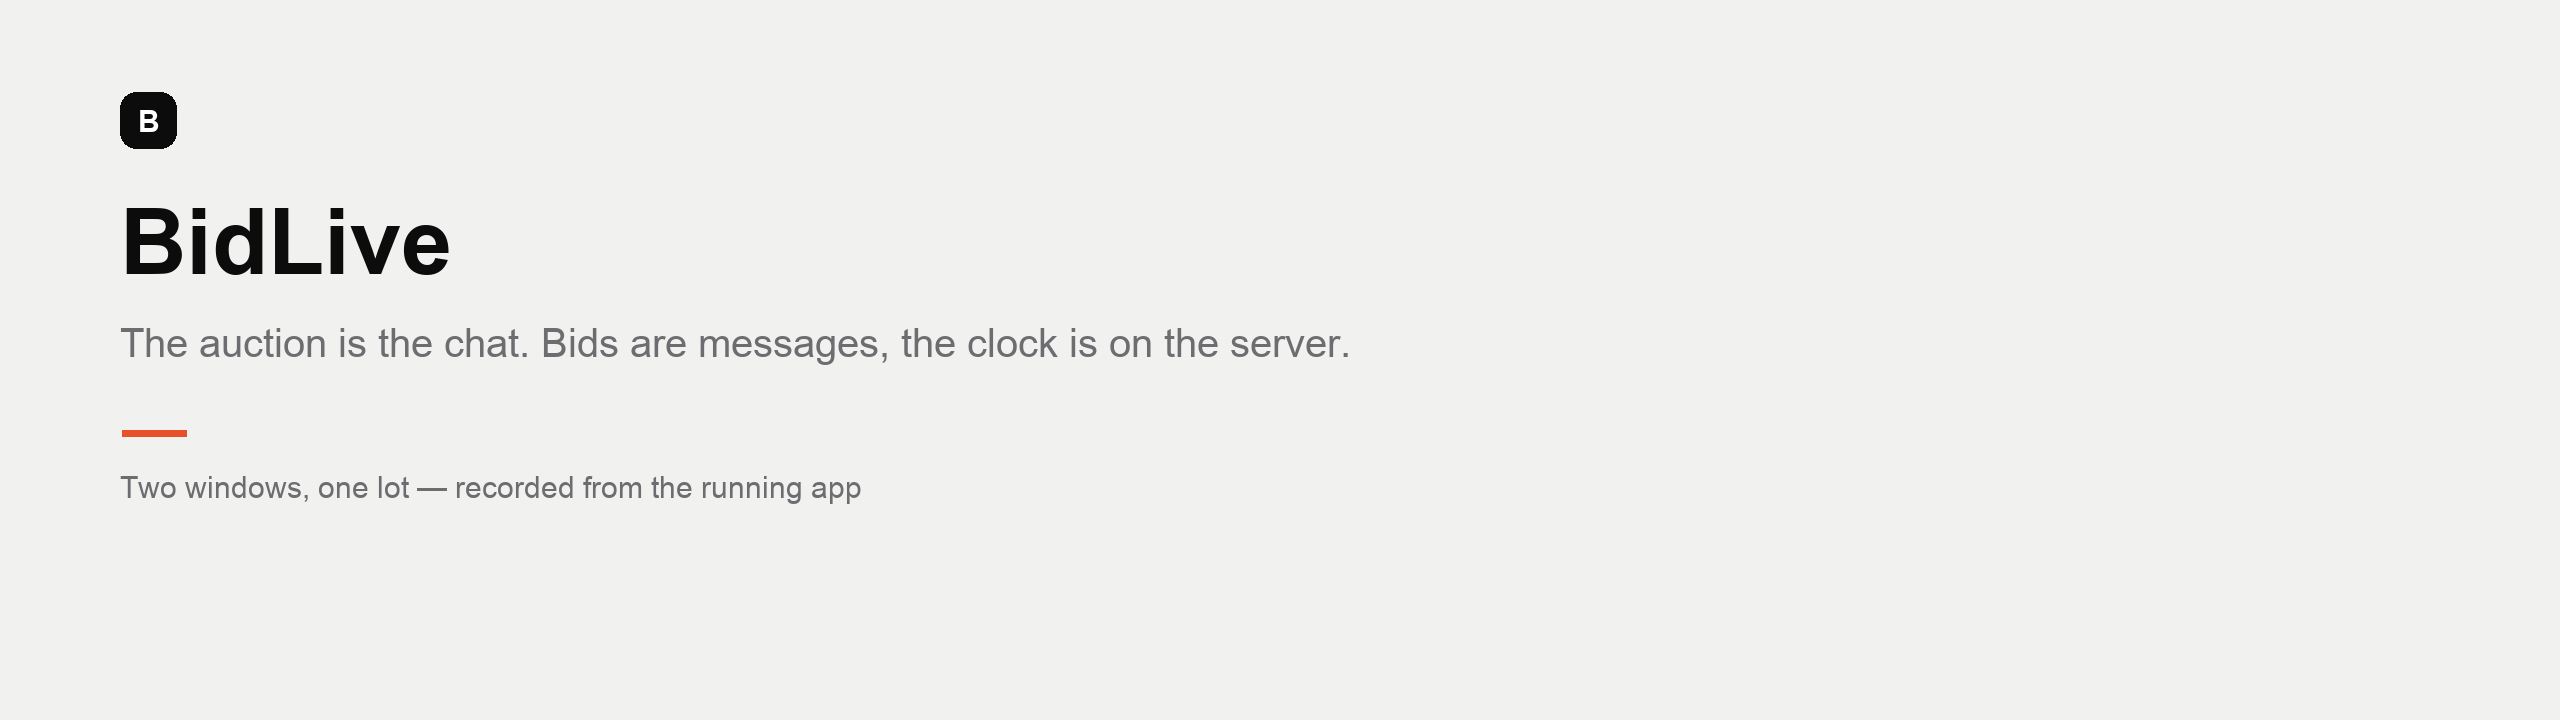 B
BidLive
The auction is the chat. Bids are messages, the clock is on the server.
Two windows, one lot — recorded from the running app